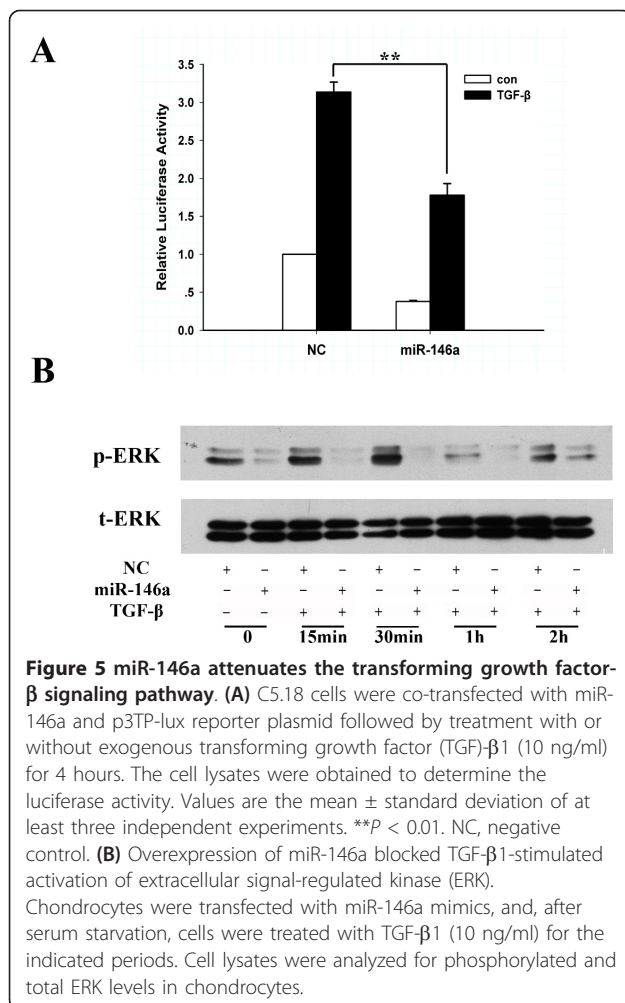 A
3.5
3.0
2.5
2.0
1.5
1.0
.5
0.0
Relative Luciferase Activity
**
con
TGF-β
NC
miR-146a
B
p-ERK
t-ERK
NC + − + − + − + − + −
miR-146a − + − + − + − + − +
TGF-β − − + + + + + + + +
0 15min 30min 1h 2h
Figure 5 miR-146a attenuates the transforming growth factor-
β signaling pathway. (A) C5.18 cells were co-transfected with miR-
146a and p3TP-lux reporter plasmid followed by treatment with or
without exogenous transforming growth factor (TGF)-β1 (10 ng/ml)
for 4 hours. The cell lysates were obtained to determine the
luciferase activity. Values are the mean ± standard deviation of at
least three independent experiments. **P < 0.01. NC, negative
control. (B) Overexpression of miR-146a blocked TGF-β1-stimulated
activation of extracellular signal-regulated kinase (ERK).
Chondrocytes were transfected with miR-146a mimics, and, after
serum starvation, cells were treated with TGF-β1 (10 ng/ml) for the
indicated periods. Cell lysates were analyzed for phosphorylated and
total ERK levels in chondrocytes.